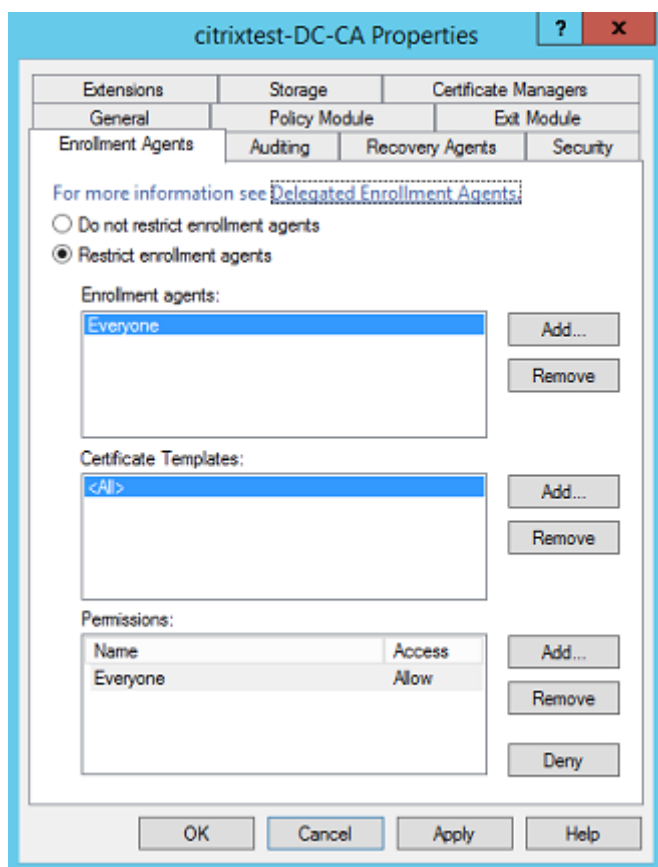 citrixtest-DC-CA Properties
?
x
Extensions
Storage
Certificate Managers
General
Policy Module
Exit Module
Enrollment Agents
Auditing
Recovery Agents
Security
For more information see Delegated Enrollment Agents.
Do not restrict enrollment agents
Restrict enrollment agents
Enrollment agents:
Everyone
Add...
Remove
Certificate Templates:
<All>
Add...
Remove
Permissions:
Name Access
Everyone Allow
Add...
Remove
Deny
OK
Cancel
Apply
Help